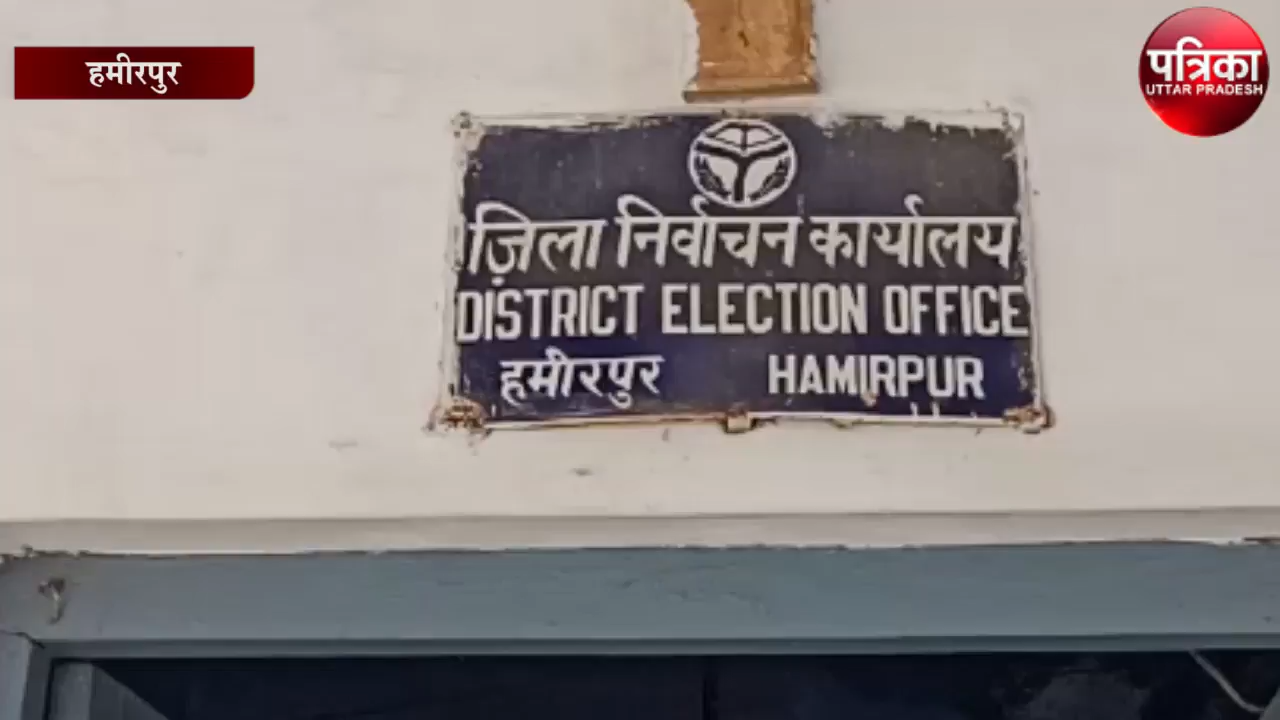 हमीरपुर
पत्रिका
UTTAR PRADESH
ज़िला निर्वाचन कार्यालय
DISTRICT ELECTION OFFICE
हमीरपुर HAMIRPUR